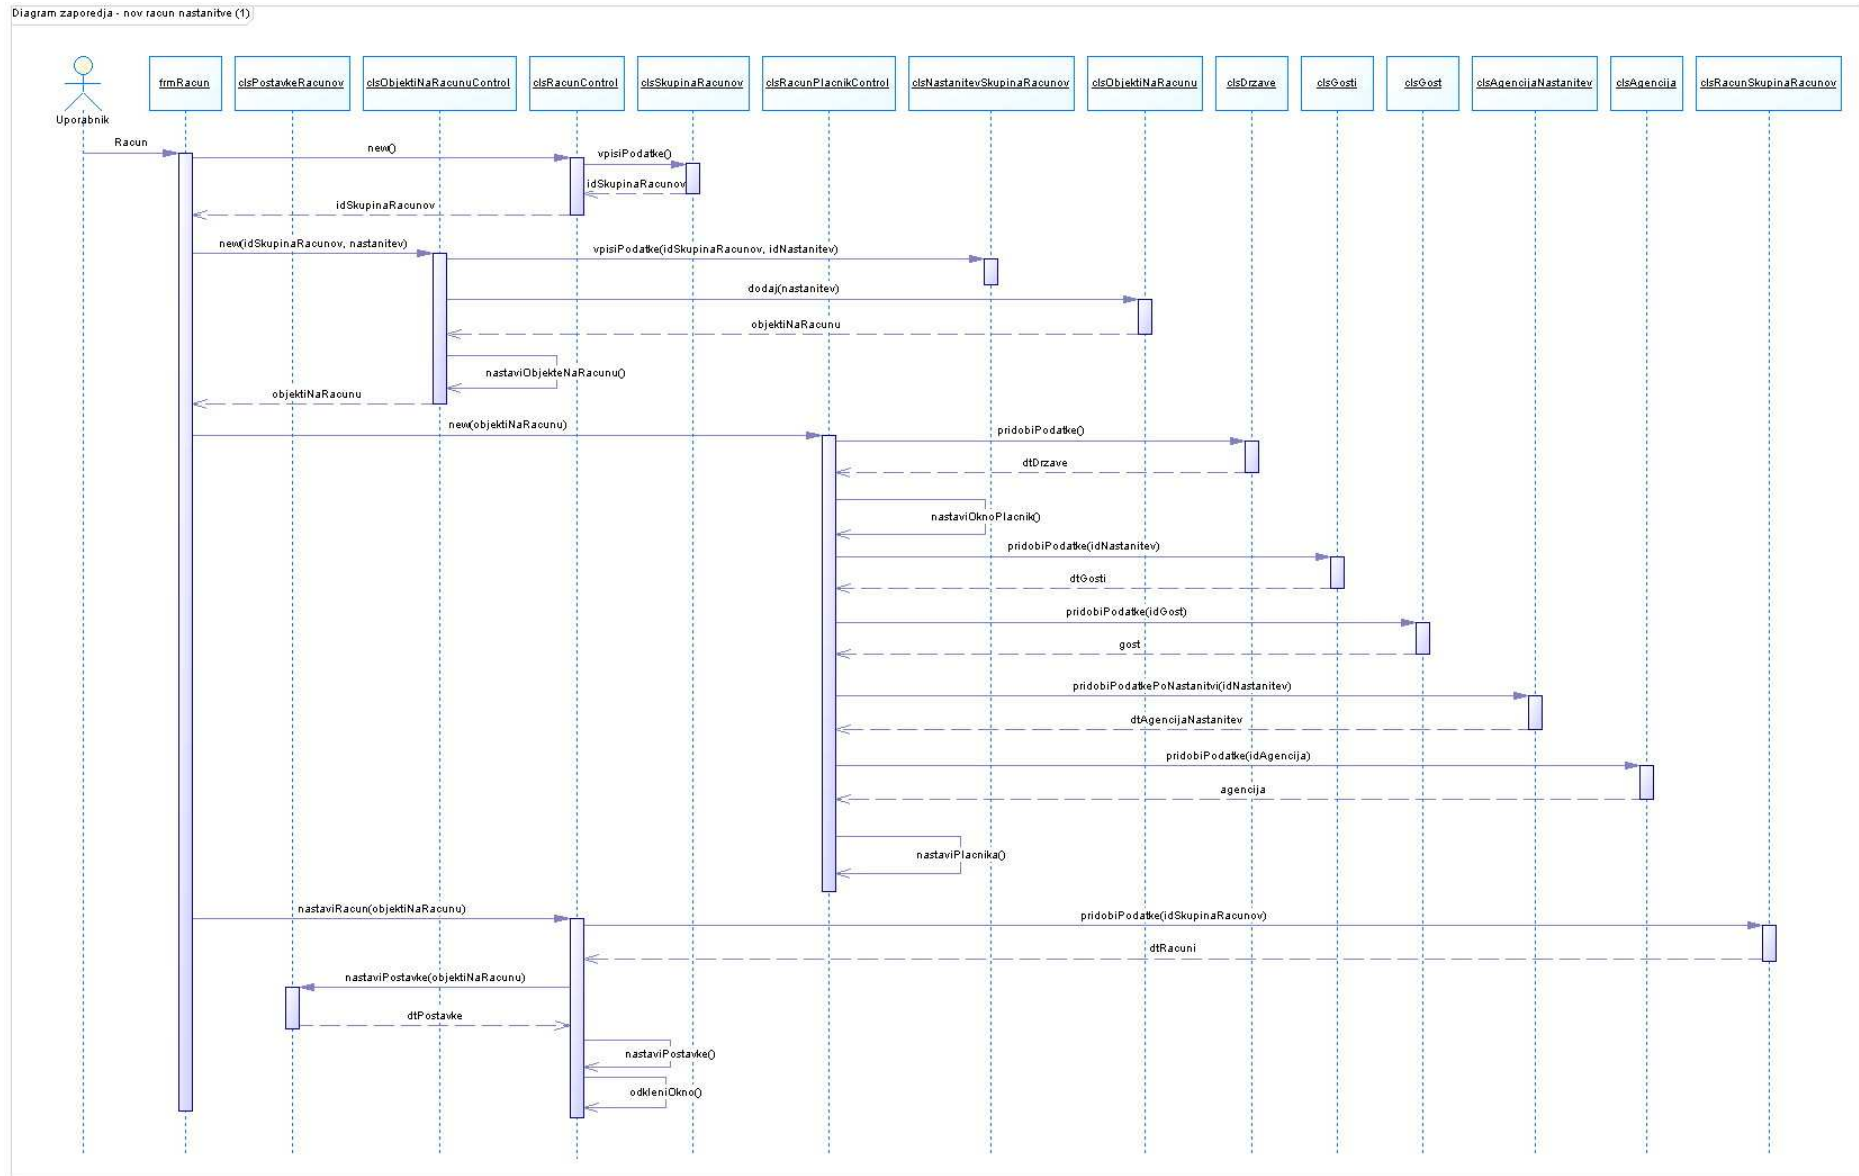 Diagram zaporedja - nov racun nastanitve (1)
Uporabnik
frmRacun
clsPostavkeRacunov
clsObjektiNaRacunuControl
clsRacunControl
clsSkupinaRacunov
clsRacunPlacnikControl
clsNastanitevSkupinaRacunov
clsObjektiNaRacunu
clsDrzave
clsGosti
clsGost
clsAgencijaNastanitev
clsAgencija
clsRacunSkupinaRacunov
Racun
new()
vpisiPodatke()
idSkupinaRacunov
idSkupinaRacunov
new(idSkupinaRacunov, nastanitev)
vpisiPodatke(idSkupinaRacunov, idNastanitev)
dodaj(nastanitev)
objektiNaRacunu
nastaviObjekteNaRacunu()
objektiNaRacunu
new(objektiNaRacunu)
pridobiPodatke()
dtDrzave
nastaviOknoPlacnik()
pridobiPodatke(idNastanitev)
dtGosti
pridobiPodatke(idGost)
gost
pridobiPodatkePoNastanitvi(idNastanitev)
dtAgencijaNastanitev
pridobiPodatke(idAgencija)
agencija
nastaviPlacnika()
nastaviRacun(objektiNaRacunu)
pridobiPodatke(idSkupinaRacunov)
dtRacuni
nastaviPostavke(objektiNaRacunu)
dtPostavke
nastaviPostavke()
odkleniOkno()